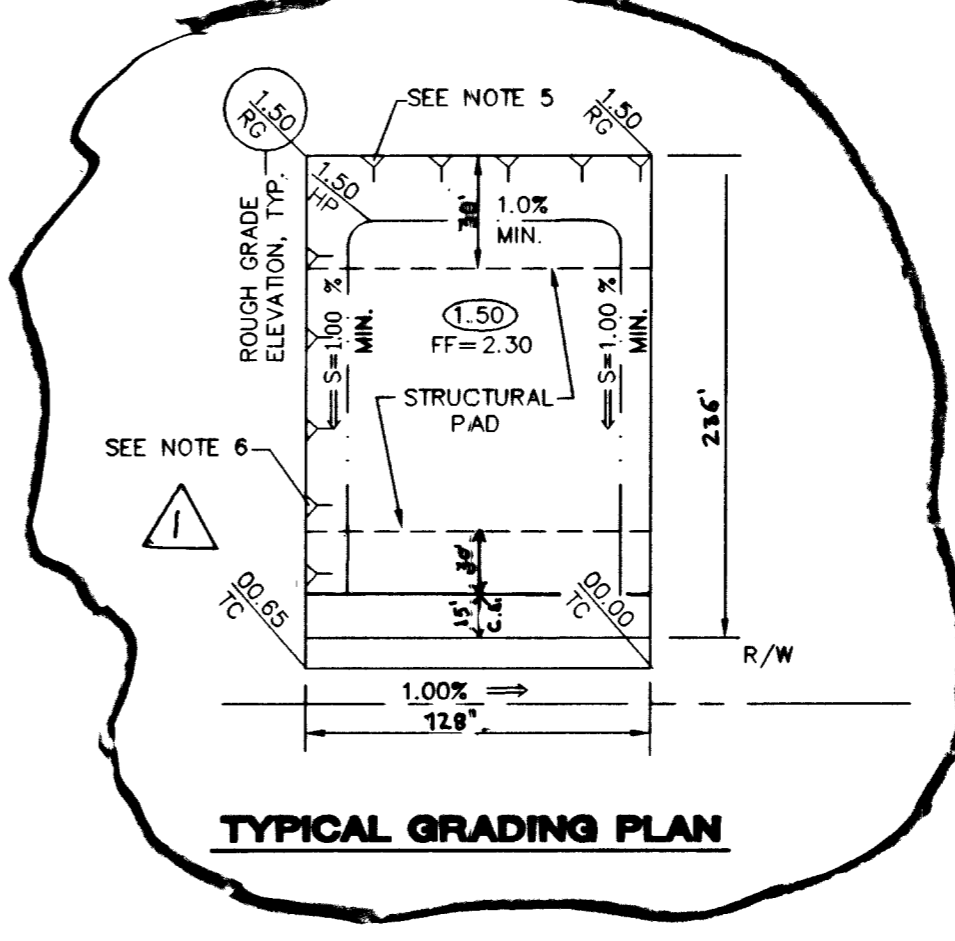 1.50
RG
SEE NOTE 5
1.50
RG
1.50
HP
30'
1.0%
MIN.
ROUGH GRADE
ELEVATION, TYP.
S=1.00 %
MIN.
1.50
FF=2.30
S=1.00 %
MIN.
STRUCTURAL
PAD
236'
SEE NOTE 6
1
30'
00.65
TC
15'
C.E.
00.00
TC
R/W
1.00%
128"
TYPICAL GRADING PLAN